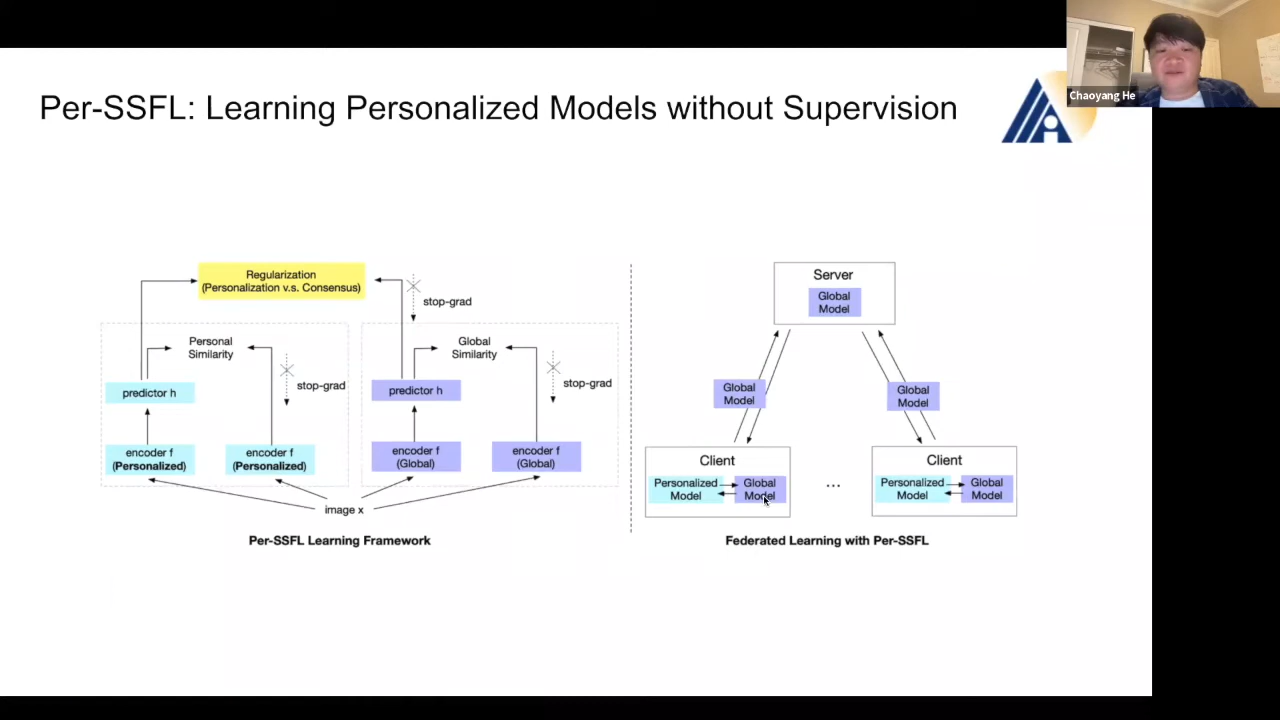 Per-SSFL: Learning Personalized Models without Supervision
Chaoyang He
Regularization
(Personalization v.s. Consensus)
stop-grad
Personal
Similarity
stop-grad
predictor h
encoder f
(Personalized)
encoder f
(Personalized)
Global
Similarity
stop-grad
predictor h
encoder f
(Global)
encoder f
(Global)
image x
Per-SSFL Learning Framework
Server
Global
Model
Global
Model
Global
Model
Client
Personalized
Model
Global
Model
...
Client
Personalized
Model
Global
Model
Federated Learning with Per-SSFL